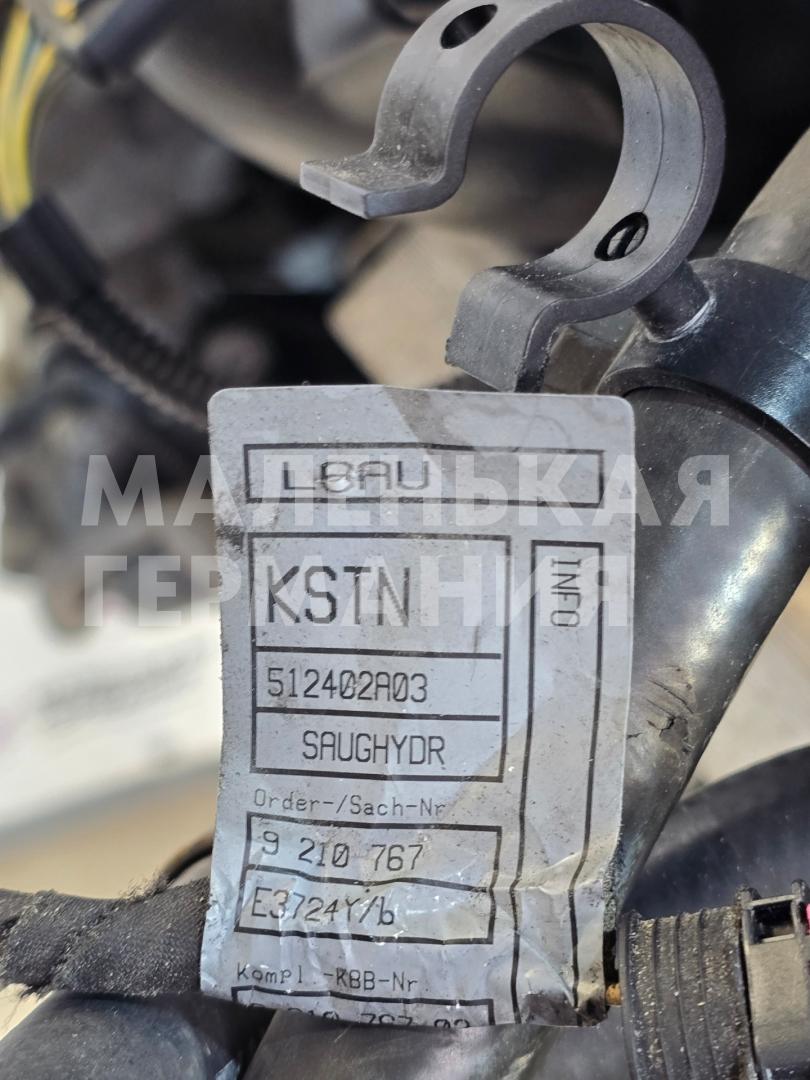 LBAU
KSTN
INFO
512402A03
SAUGHYDR
Order-/Sach-Nr
9 210 767
E3724Y/b
Kompl.-KBB-Nr
МАЛЕНЬКАЯ
ГЕРМАНИЯ